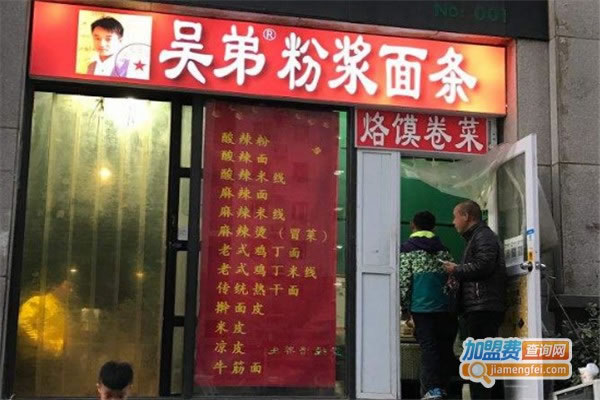 No: 001
吴弟®粉浆面条
烙馍卷菜
酸辣粉
酸辣面
酸辣米线
麻辣面
麻辣米线
麻辣烫(冒菜)
老式鸡丁面
老式鸡丁米线
传统热干面
擀面皮
米皮
凉皮
牛筋面
加盟费查询网
jiamengfei.com